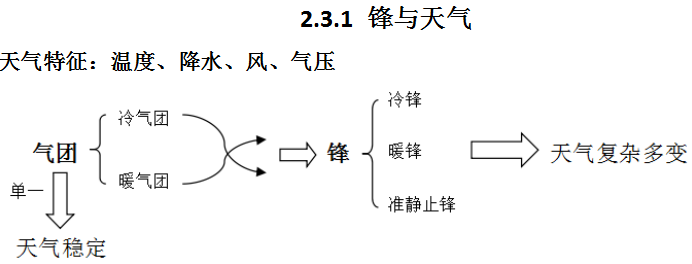 2.3.1 锋与天气
天气特征：温度、降水、风、气压
冷气团
冷锋
气团
锋
暖锋
天气复杂多变
暖气团
单一
准静止锋
天气稳定